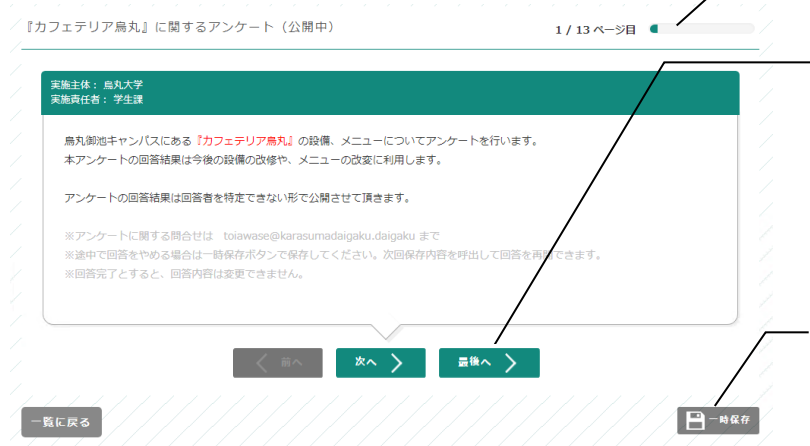 『カフェテリア烏丸』に関するアンケート（公開中）
1 / 13 ページ目
実施主体： 烏丸大学
実施責任者： 学生課
烏丸御池キャンパスにある『カフェテリア烏丸』の設備、メニューについてアンケートを行います。
本アンケートの回答結果は今後の設備の改修や、メニューの改変に利用します。
アンケートの回答結果は回答者を特定できない形で公開させて頂きます。
※アンケートに関する問合せは toiawase@karasumadaigaku.daigaku まで
※途中で回答をやめる場合は一時保存ボタンで保存してください。次回保存内容を呼出して回答を再開できます。
※回答完了とすると、回答内容は変更できません。
前へ 次へ 最後へ
一覧に戻る 一時保存